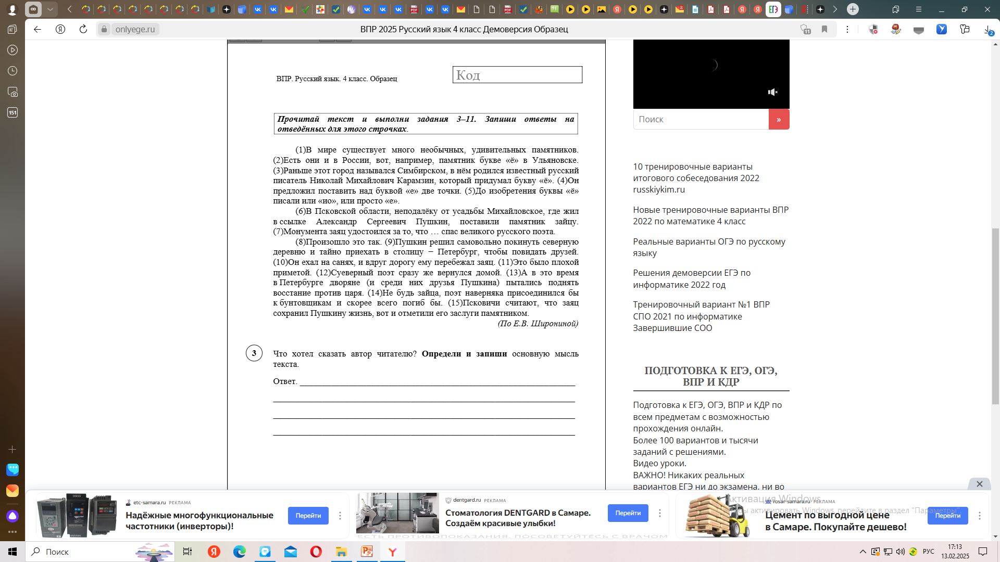 onlyege.ru
ВПР 2025 Русский язык 4 класс Демоверсия Образец
11
2
151
ВПР. Русский язык. 4 класс. Образец
Код
Прочитай текст и выполни задания 3–11. Запиши ответы на
отведённых для этого строчках.
(1)В мире существует много необычных, удивительных памятников.
(2)Есть они и в России, вот, например, памятник букве «ё» в Ульяновске.
(3)Раньше этот город назывался Симбирском, в нём родился известный русский
писатель Николай Михайлович Карамзин, который придумал букву «ё». (4)Он
предложил поставить над буквой «е» две точки. (5)До изобретения буквы «ё»
писали или «ио», или просто «е».
(6)В Псковской области, неподалёку от усадьбы Михайловское, где жил
в ссылке Александр Сергеевич Пушкин, поставили памятник зайцу.
(7)Монумента заяц удостоился за то, что … спас великого русского поэта.
(8)Произошло это так. (9)Пушкин решил самовольно покинуть северную
деревню и тайно приехать в столицу – Петербург, чтобы повидать друзей.
(10)Он ехал на санях, и вдруг дорогу ему перебежал заяц. (11)Это было плохой
приметой. (12)Суеверный поэт сразу же вернулся домой. (13)А в это время
в Петербурге дворяне (и среди них друзья Пушкина) пытались поднять
восстание против царя. (14)Не будь зайца, поэт наверняка присоединился бы
к бунтовщикам и скорее всего погиб бы. (15)Псковичи считают, что заяц
сохранил Пушкину жизнь, вот и отметили его заслуги памятником.
(По Е.В. Широниной)
3
Что хотел сказать автор читателю? Определи и запиши основную мысль
текста.
Ответ.
Поиск
»
10 тренировочные варианты
итогового собеседования 2022
russkiykim.ru
Новые тренировочные варианты ВПР
2022 по математике 4 класс
Реальные варианты ОГЭ по русскому
языку
Решения демоверсии ЕГЭ по
информатике 2022 год
Тренировочный вариант №1 ВПР
СПО 2021 по информатике
Завершившие СОО
ПОДГОТОВКА К ЕГЭ, ОГЭ,
ВПР И КДР
Подготовка к ЕГЭ, ОГЭ, ВПР и КДР по
всем предметам с возможностью
прохождения онлайн.
Более 100 вариантов и тысячи
заданий с решениями.
Видео уроки.
ВАЖНО! Никаких реальных
вариантов ЕГЭ ни до экзамена, ни во
etc-samara.ru РЕКЛАМА
Надёжные многофункциональные
частотники (инверторы)!
Перейти
dentgard.ru РЕКЛАМА
Стоматология DENTGARD в Самаре.
Создаём красивые улыбки!
Перейти
ЕСТЬ ПРОТИВОПОКАЗАНИЯ. ПОСОВЕТУЙТЕСЬ С ВРАЧОМ
Активация Windows
rosar-samara.ru РЕКЛАМА
активировать Windows, перейдите в раздел "Параметры".
Цемент по выгодной цене
в Самаре. Покупайте дешево!
Перейти
Поиск
РУС
17:13
13.02.2025